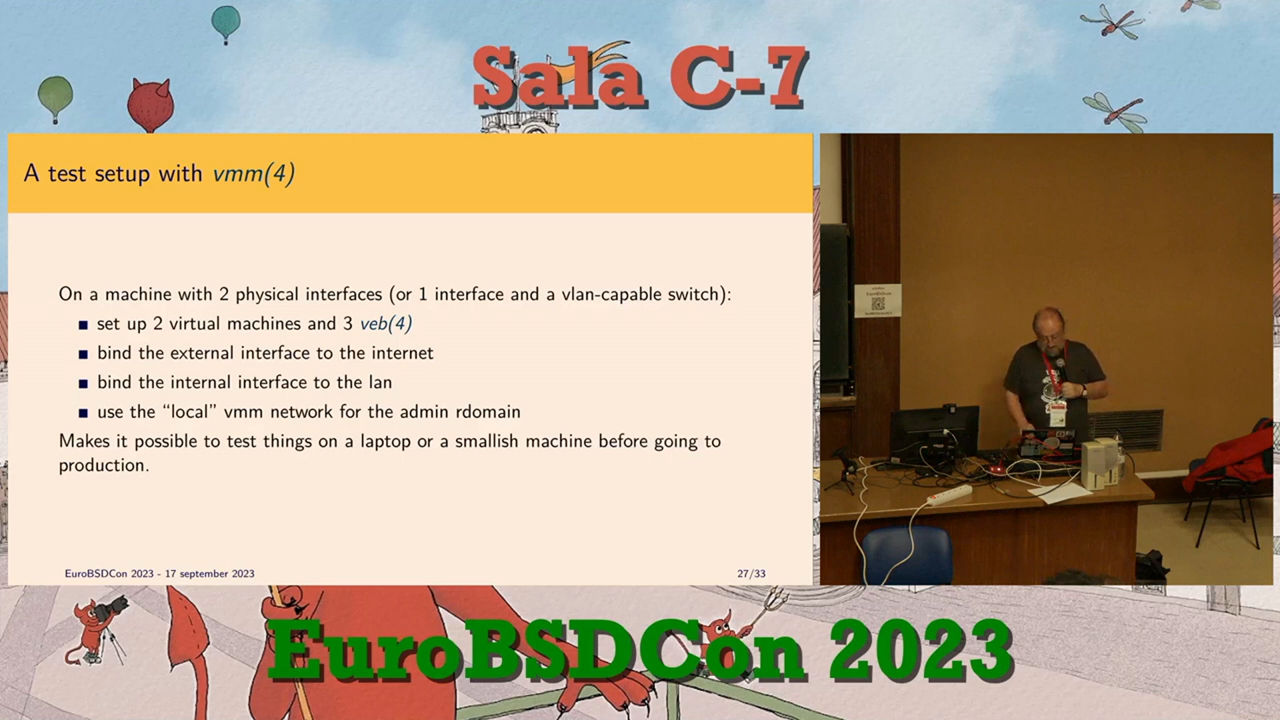 Sala C-7
A test setup with vmm(4)
On a machine with 2 physical interfaces (or 1 interface and a vlan-capable switch):
■ set up 2 virtual machines and 3 veb(4)
■ bind the external interface to the internet
■ bind the internal interface to the lan
■ use the “local” vmm network for the admin rdomain
Makes it possible to test things on a laptop or a smallish machine before going to
production.
EuroBSDCon 2023 - 17 september 2023
27/33
EuroBSDCon 2023